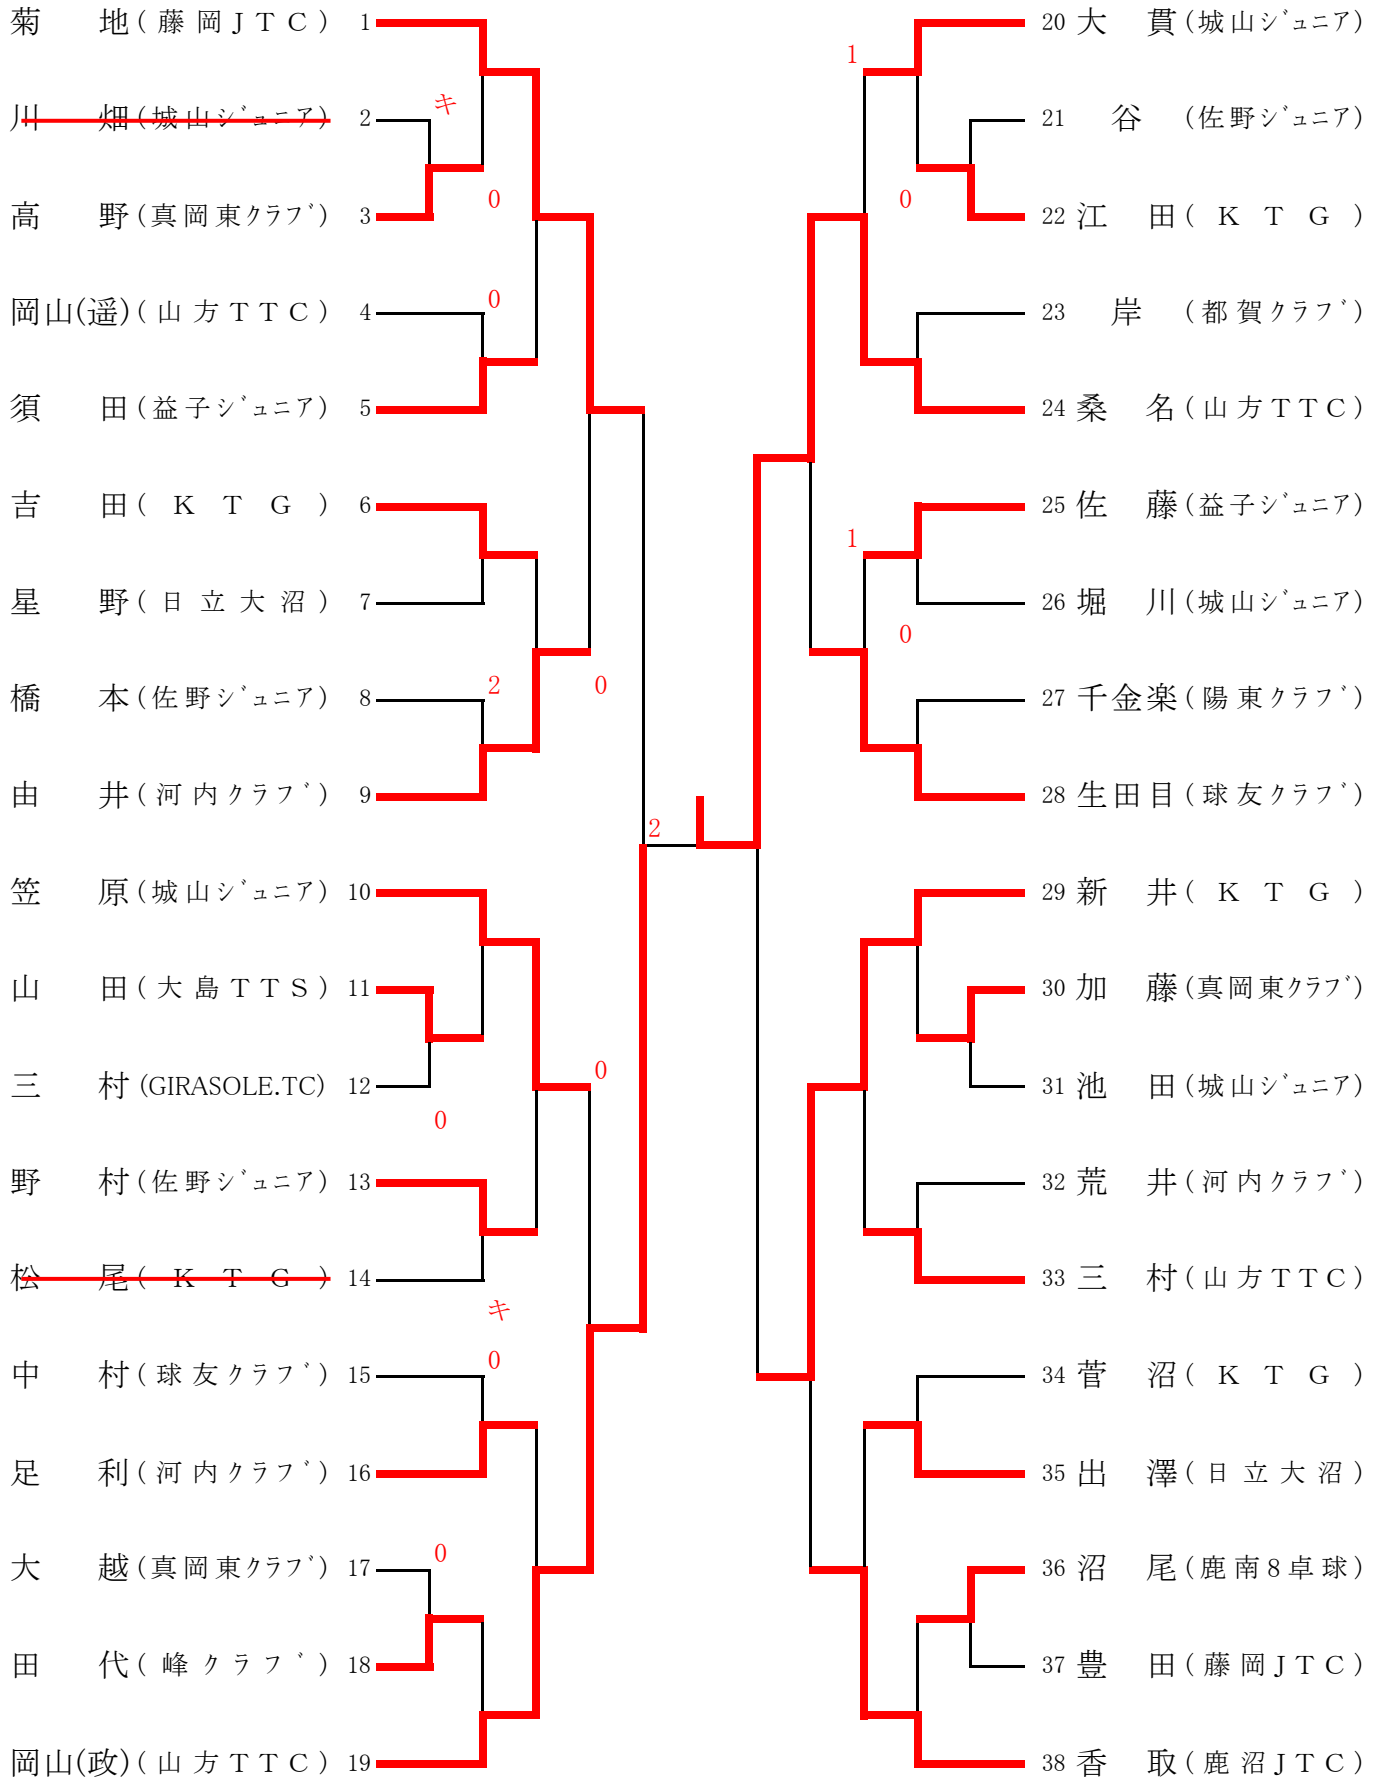 菊 地(藤岡JTC) 1
川 畑(城山ジュニア) 2
キ
高 野(真岡東クラブ) 3
0
岡山(遥)(山方TTC) 4
0
須 田(益子ジュニア) 5
吉 田(KTG) 6
星 野(日立大沼) 7
橋 本(佐野ジュニア) 8
2
0
由 井(河内クラブ) 9
2
笠 原(城山ジュニア) 10
山 田(大島TTS) 11
三 村(GIRASOLE.TC) 12
0
0
野 村(佐野ジュニア) 13
松 尾(KTG) 14
キ
中 村(球友クラブ) 15
0
足 利(河内クラブ) 16
大 越(真岡東クラブ) 17
0
田 代(峰クラブ) 18
岡山(政)(山方TTC) 19
20 大 貫(城山ジュニア)
1
21 谷 (佐野ジュニア)
0
22 江 田(KTG)
23 岸 (都賀クラブ)
24 桑 名(山方TTC)
25 佐 藤(益子ジュニア)
1
26 堀 川(城山ジュニア)
0
27 千金楽(陽東クラブ)
28 生田目(球友クラブ)
29 新 井(KTG)
30 加 藤(真岡東クラブ)
31 池 田(城山ジュニア)
32 荒 井(河内クラブ)
33 三 村(山方TTC)
34 菅 沼(KTG)
35 出 澤(日立大沼)
36 沼 尾(鹿南8卓球)
37 豊 田(藤岡JTC)
38 香 取(鹿沼JTC)